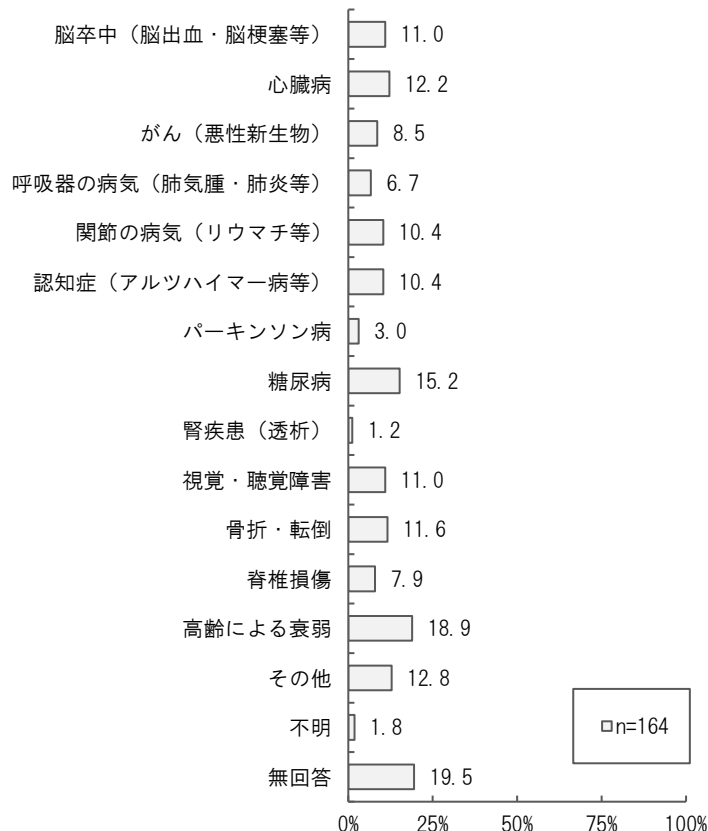 脳卒中（脳出血・脳梗塞等） 11.0
心臓病 12.2
がん（悪性新生物） 8.5
呼吸器の病気（肺気腫・肺炎等） 6.7
関節の病気（リウマチ等） 10.4
認知症（アルツハイマー病等） 10.4
パーキンソン病 3.0
糖尿病 15.2
腎疾患（透析） 1.2
視覚・聴覚障害 11.0
骨折・転倒 11.6
脊椎損傷 7.9
高齢による衰弱 18.9
その他 12.8
不明 1.8
n=164
無回答 19.5
0% 25% 50% 75% 100%